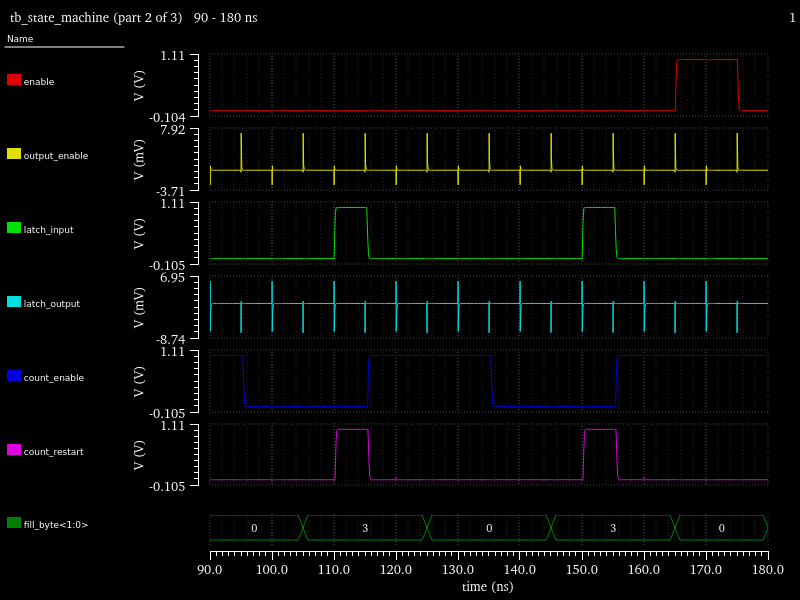 tb_state_machine (part 2 of 3) 90 - 180 ns 1
Name
enable
V (V)
1.11
-0.104
output_enable
V (mV)
7.92
-3.71
latch_input
V (V)
1.11
-0.105
latch_output
V (mV)
6.95
-8.74
count_enable
V (V)
1.11
-0.105
count_restart
V (V)
1.11
-0.105
fill_byte<1:0>
0 3 0 3 0
90.0 100.0 110.0 120.0 130.0 140.0 150.0 160.0 170.0 180.0
time (ns)